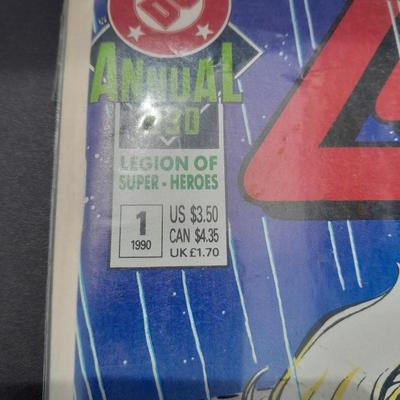 DC
ANNUAL
LEGION OF
SUPER-HEROES
1
1990
US $3.50
CAN $4.35
UK £1.70
L